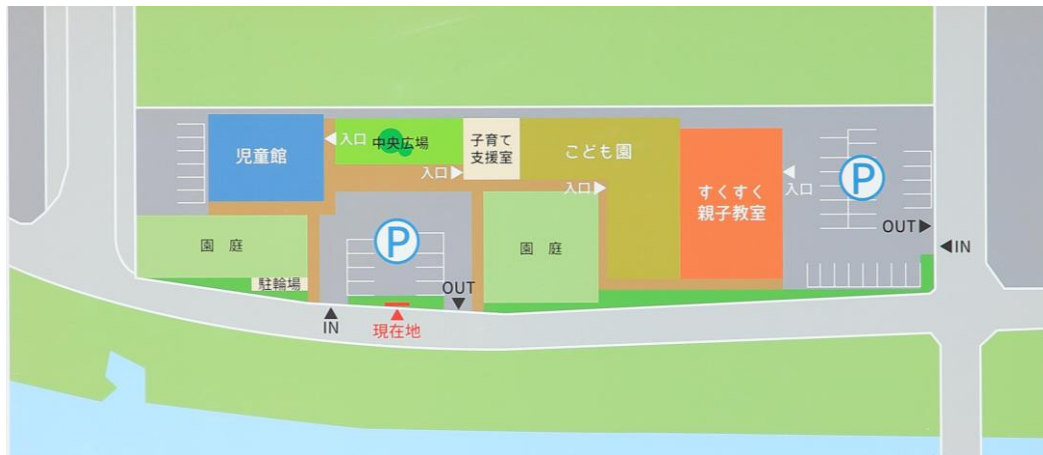 児童館
入口
中央広場
入口
子育て
支援室
こども園
入口
すくすく
親子教室
入口
P
OUT
IN
園 庭
駐輪場
P
園 庭
OUT
IN
現在地